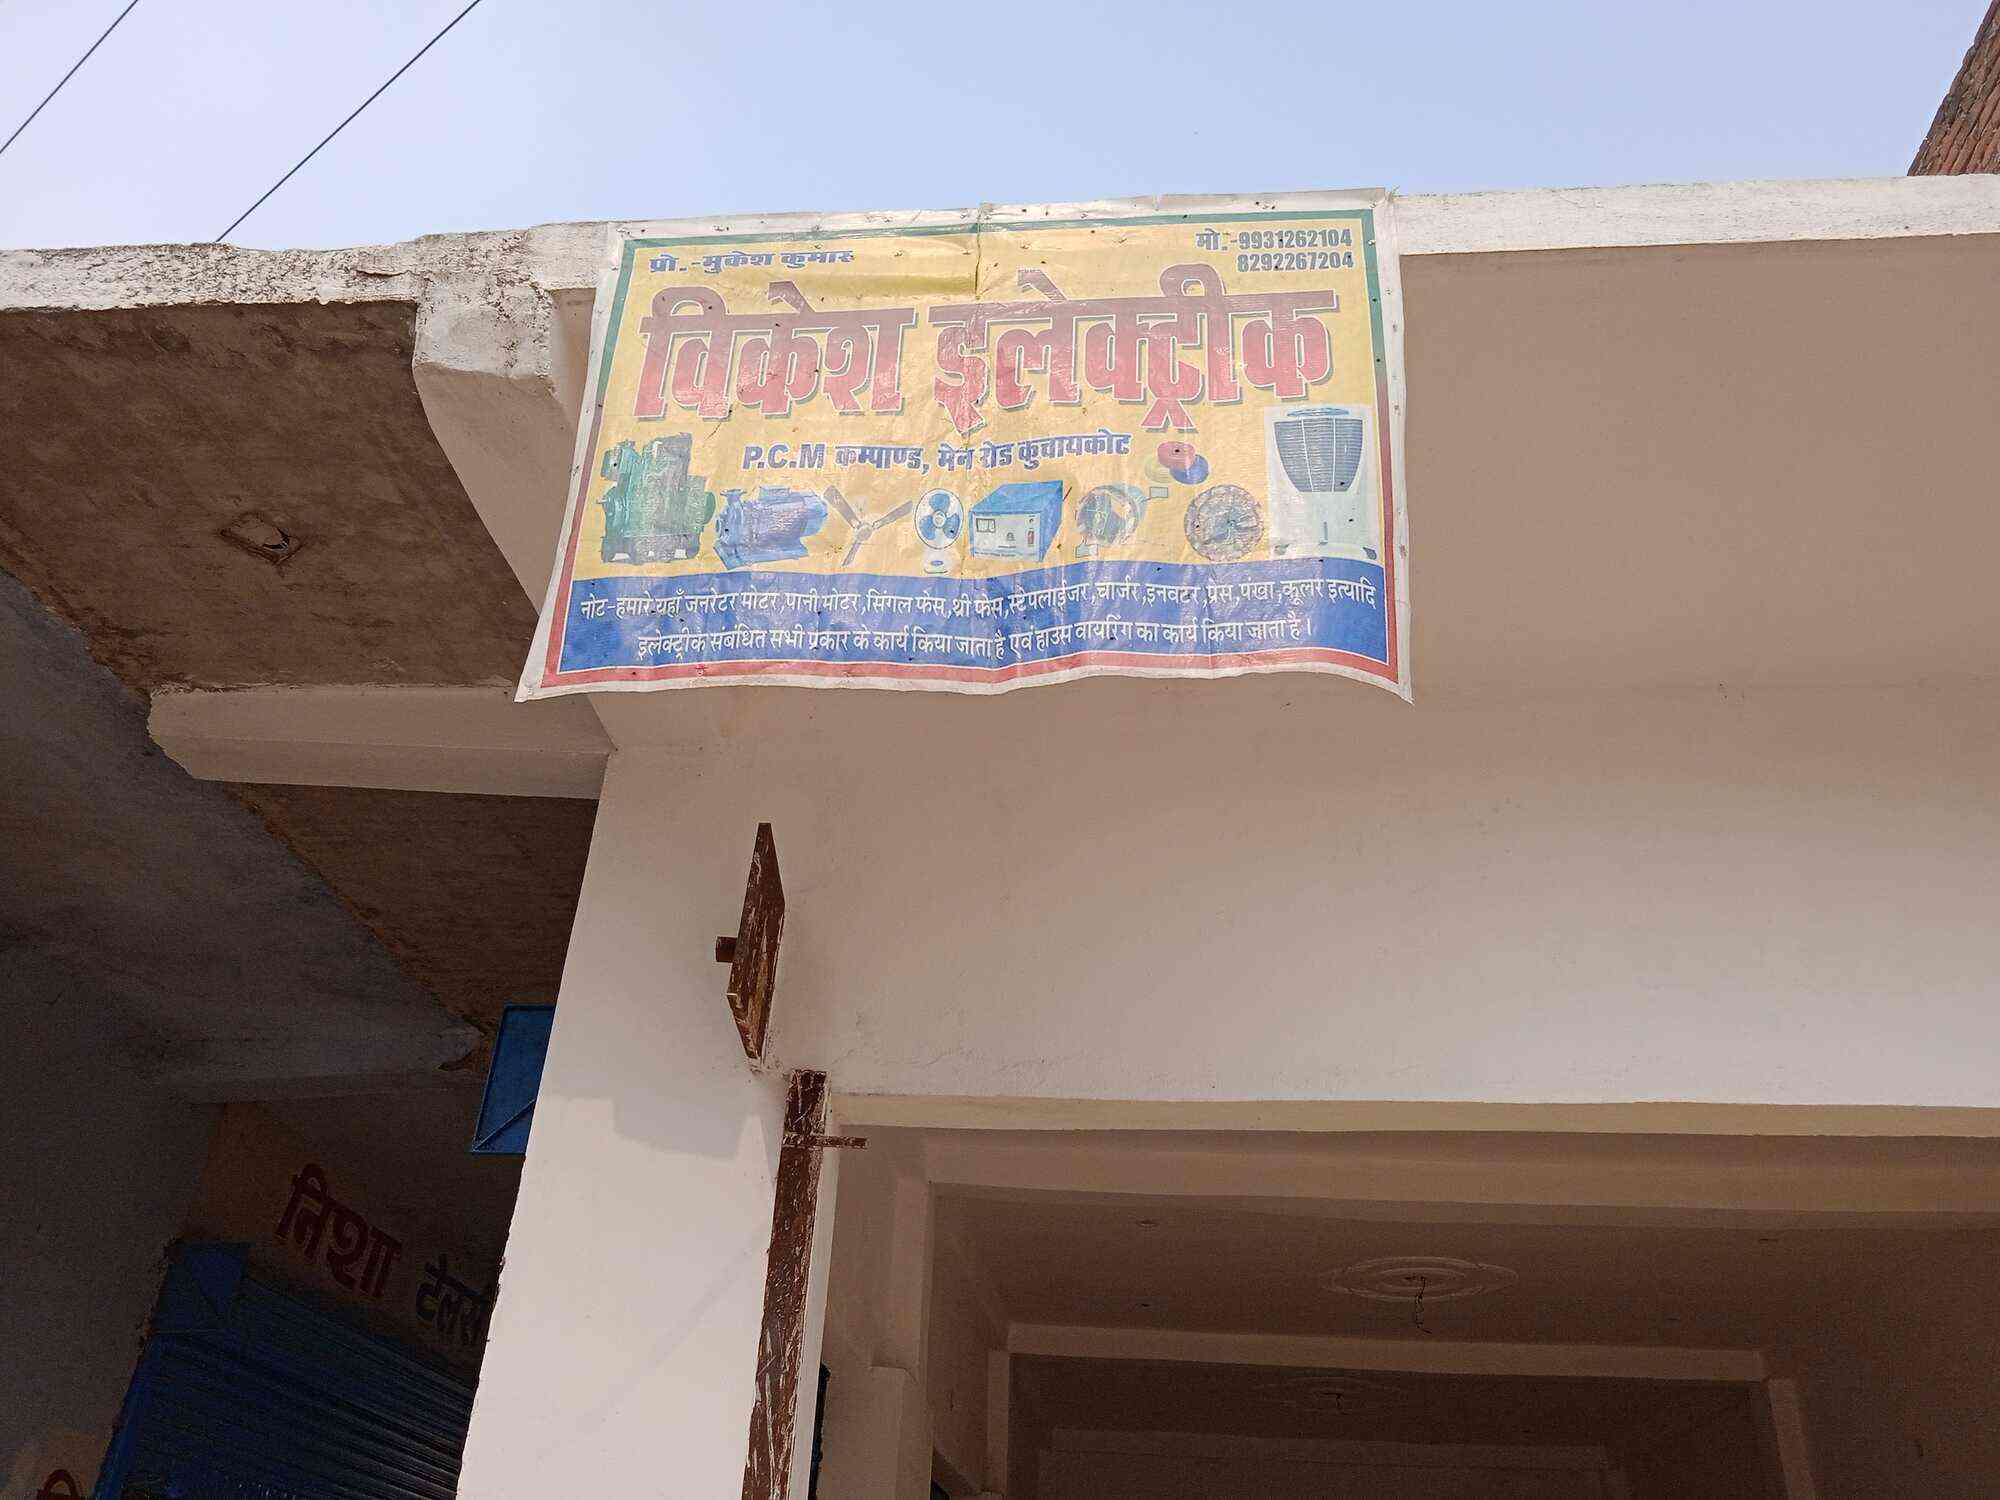 प्रो.-मुकेश कुमार
मो.-9931262104
8292267204
विकेश इलेक्ट्रीक
P.C.M कम्पाण्ड, मेन रोड कुचायकोट
नोट-हमारे यहाँ जनरेटर मोटर,पानी मोटर,सिंगल फेस,थ्री फेस,स्टेपलाईजर,चार्जर,इनवटर,प्रेस,पंखा,कूलर इत्यादि
इलेक्ट्रीक संबंधित सभी प्रकार के कार्य किया जाता है एवं हाउस वायरिंग का कार्य किया जाता है।
निशा